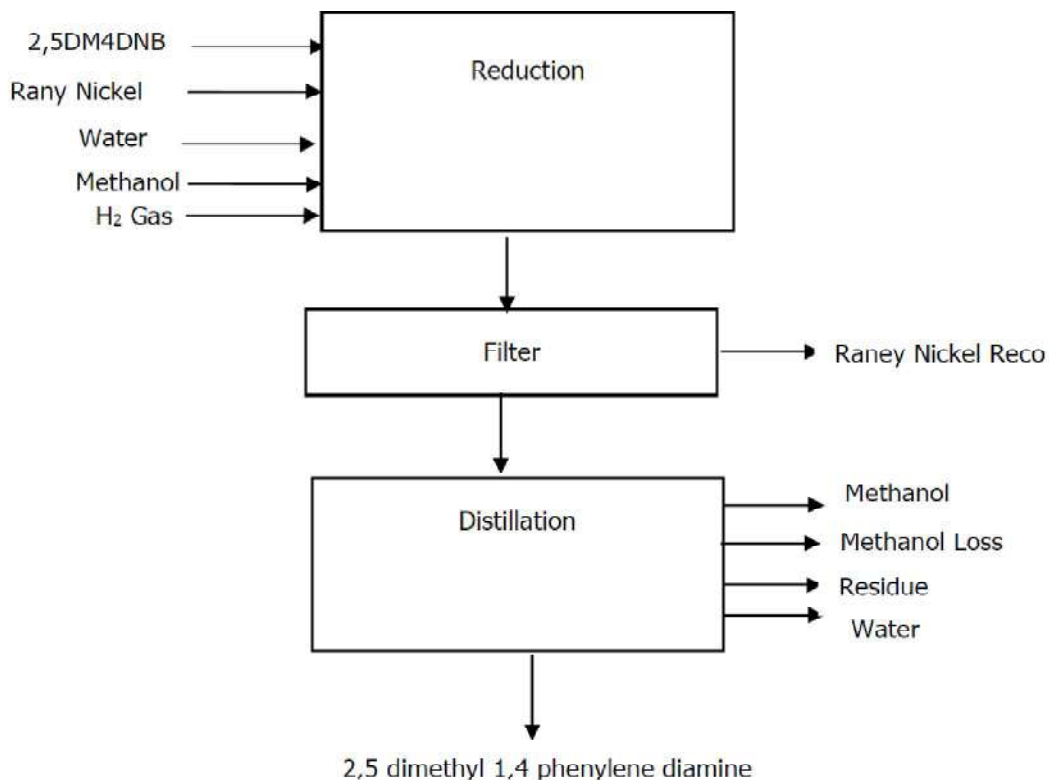 2,5DM4DNB
Reduction
Rany Nickel
Water
Methanol
H₂ Gas
Filter
Raney Nickel Reco
Distillation
Methanol
Methanol Loss
Residue
Water
2,5 dimethyl 1,4 phenylene diamine